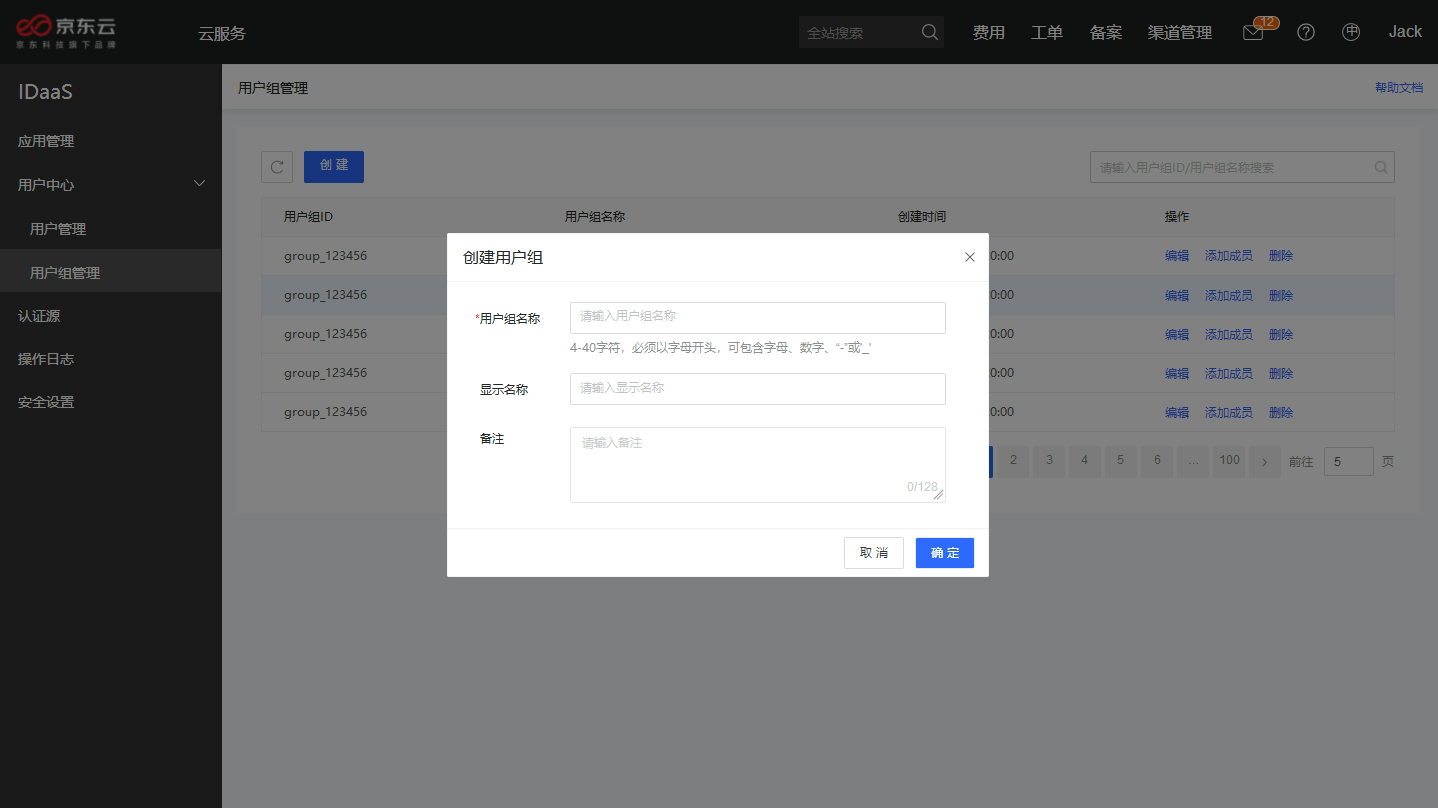 京东云
京东科技旗下品牌
云服务
全站搜索
费用
工单
备案
渠道管理
12
中
Jack
IDaaS
应用管理
用户中心
用户管理
用户组管理
认证源
操作日志
安全设置
用户组管理
帮助文档
创 建
请输入用户组ID/用户组名称搜索
用户组ID
用户组名称
创建时间
操作
group_123456
0:00
编辑
添加成员
删除
group_123456
0:00
编辑
添加成员
删除
group_123456
0:00
编辑
添加成员
删除
group_123456
0:00
编辑
添加成员
删除
group_123456
0:00
编辑
添加成员
删除
2
3
4
5
6
...
100
前往
5
页
创建用户组
*用户组名称
请输入用户组名称
4-40字符，必须以字母开头，可包含字母、数字、“-”或‘_’
显示名称
请输入显示名称
备注
请输入备注
0/128
取 消
确 定